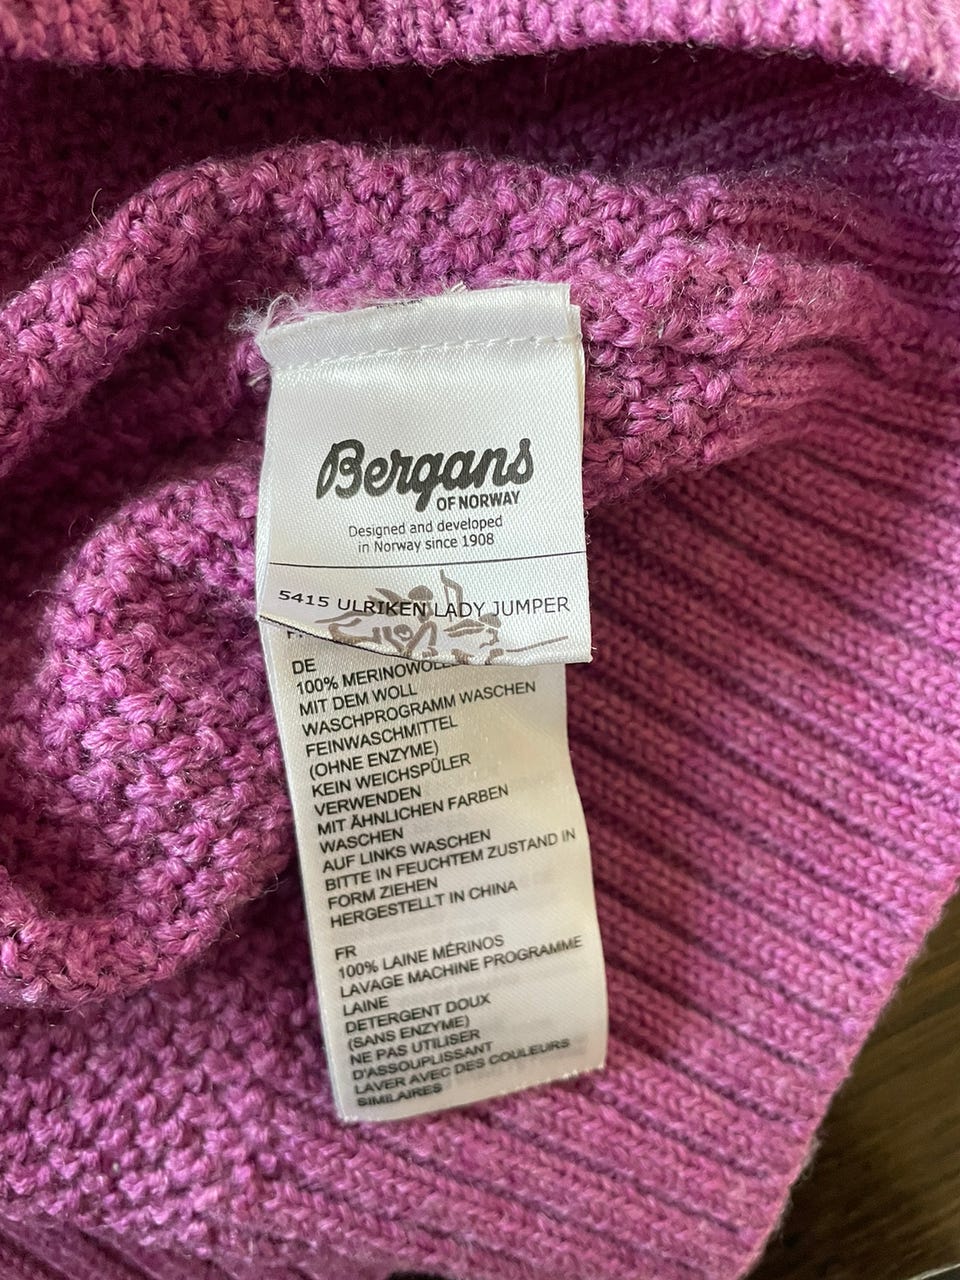 Bergans
OF NORWAY
Designed and developed
in Norway since 1908
5415 ULRIKEN LADY JUMPER
DE
100% MERINOWOLLE
MIT DEM WOLL
WASCHPROGRAMM WASCHEN
FEINWASCHMITTEL
(OHNE ENZYME)
KEIN WEICHSPÜLER
VERWENDEN
MIT ÄHNLICHEN FARBEN
WASCHEN
AUF LINKS WASCHEN
BITTE IN FEUCHTEM ZUSTAND IN
FORM ZIEHEN
HERGESTELLT IN CHINA
FR
100% LAINE MÉRINOS
LAVAGE MACHINE PROGRAMME
LAINE
DETERGENT DOUX
(SANS ENZYME)
NE PAS UTILISER
D'ASSOUPLISSANT
LAVER AVEC DES COULEURS
SIMILAIRES